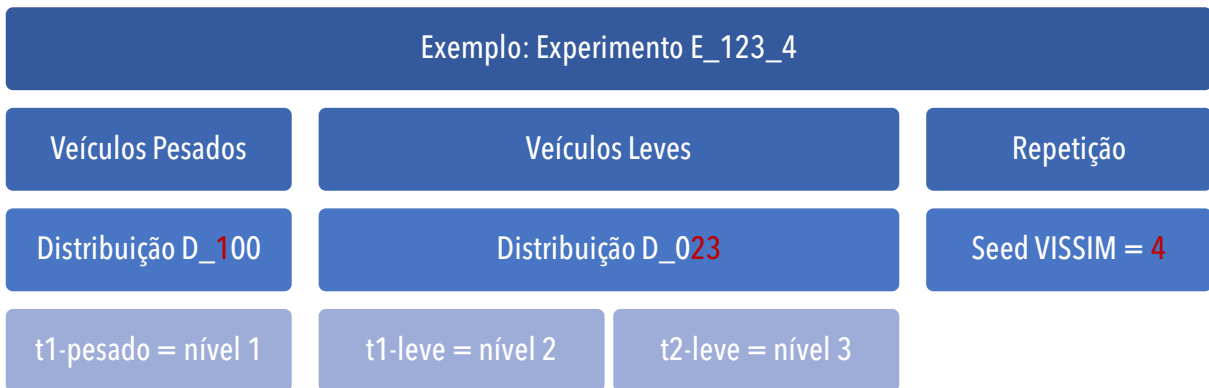 Exemplo: Experimento E_123_4
Veículos Pesados
Veículos Leves
Repetição
Distribuição D_100
Distribuição D_023
Seed VISSIM = 4
t1-pesado = nível 1
t1-leve = nível 2
t2-leve = nível 3